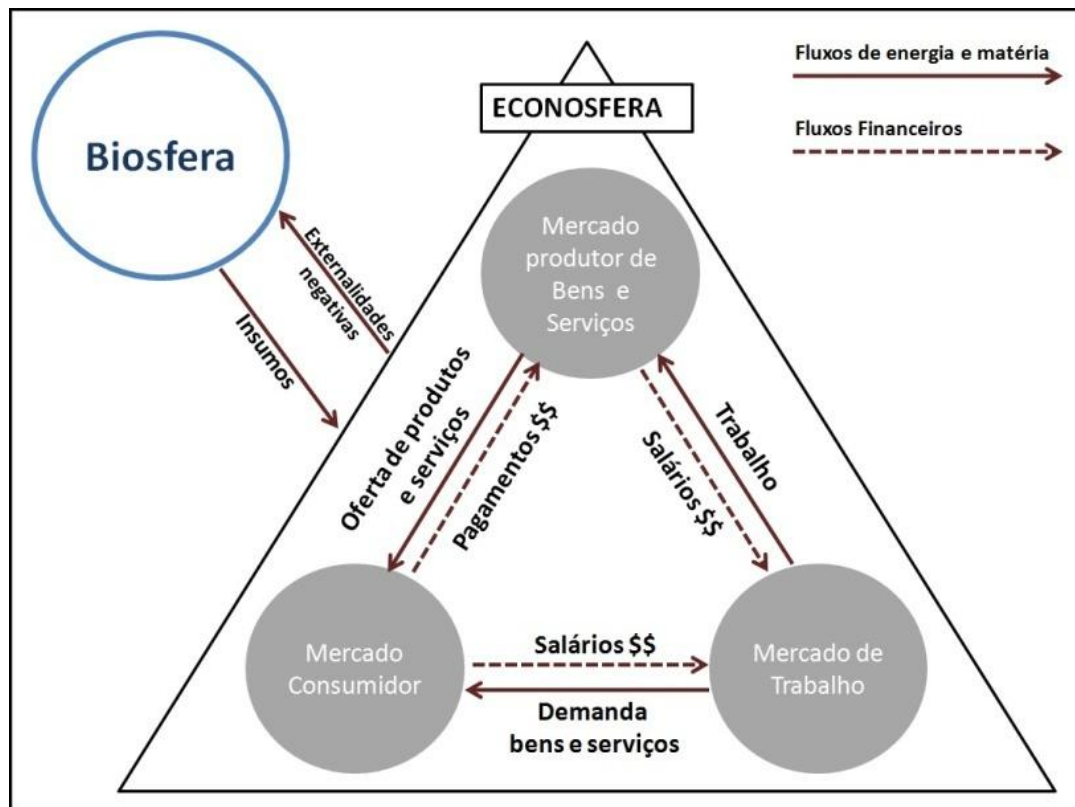 Fluxos de energia e matéria
ECONOSFERA
Fluxos Financeiros
Biosfera
Mercado
produtor de
Bens e
Serviços
Externalidades
negativas
Insumos
Oferta de produtos
e serviços
Pagamentos $$
Salários $$
Trabalho
Mercado
Consumidor
Salários $$
Demanda
bens e serviços
Mercado de
Trabalho